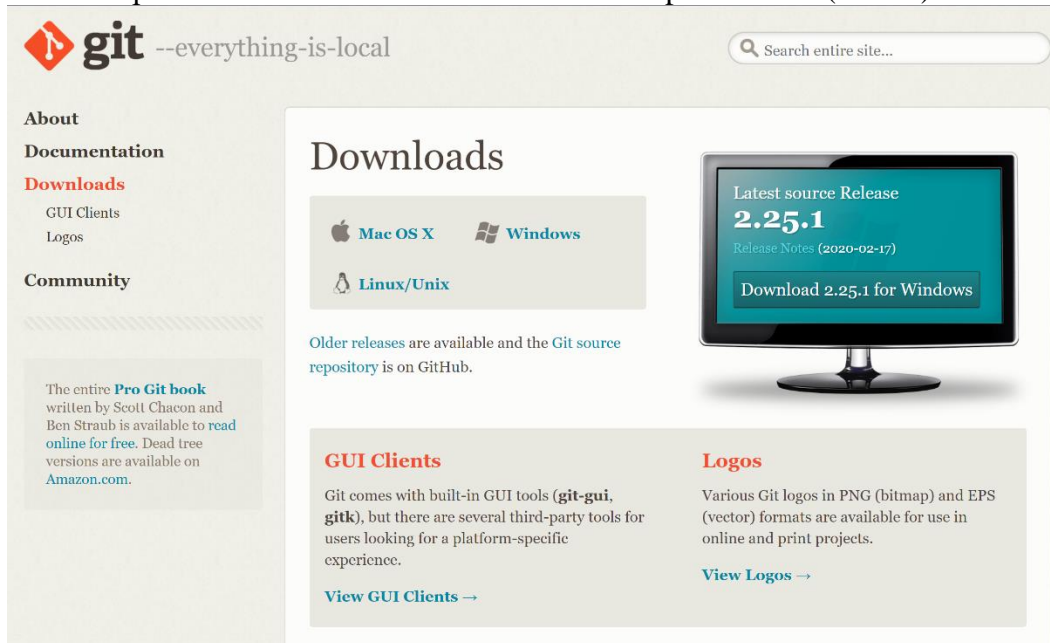 git --everything-is-local
Search entire site...
About
Documentation
Downloads
GUI Clients
Logos
Community
The entire Pro Git book
written by Scott Chacon and
Ben Straub is available to read
online for free. Dead tree
versions are available on
Amazon.com.
Downloads
Mac OS X
Windows
Linux/Unix
Older releases are available and the Git source
repository is on GitHub.
Latest source Release
2.25.1
Release Notes (2020-02-17)
Download 2.25.1 for Windows
GUI Clients
Git comes with built-in GUI tools (git-gui,
gitk), but there are several third-party tools for
users looking for a platform-specific
experience.
View GUI Clients →
Logos
Various Git logos in PNG (bitmap) and EPS
(vector) formats are available for use in
online and print projects.
View Logos →